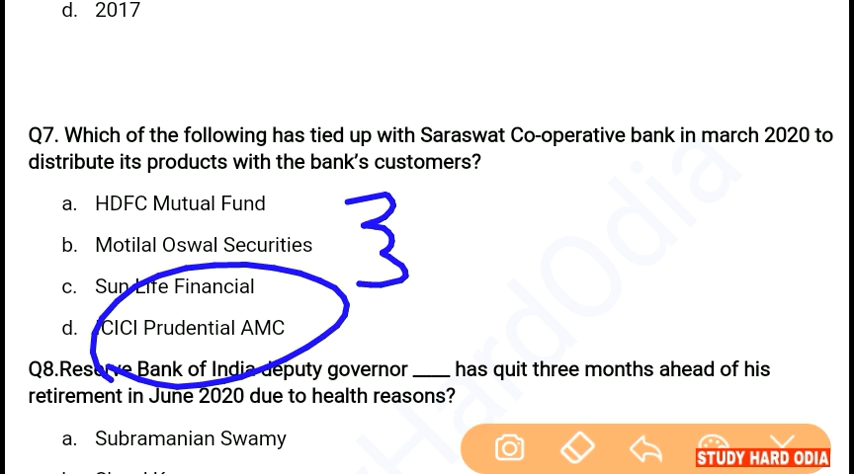 d. 2017
Q7. Which of the following has tied up with Saraswat Co-operative bank in march 2020 to
distribute its products with the bank's customers?
a. HDFC Mutual Fund
b. Motilal Oswal Securities
3
c. Sun Life Financial
d. ICICI Prudential AMC
Q8.Reserve Bank of India deputy governor ____ has quit three months ahead of his
retirement in June 2020 due to health reasons?
a. Subramanian Swamy
STUDY HARD ODIA
HardOdia